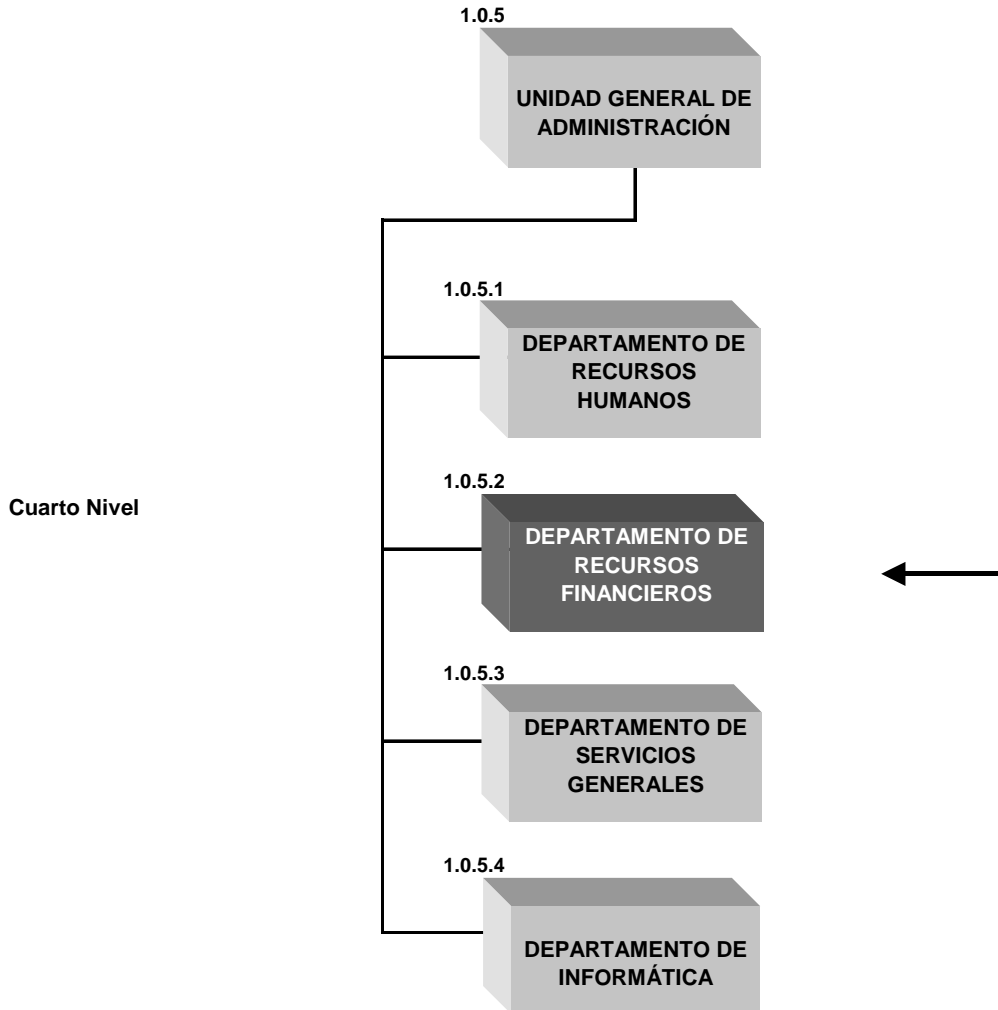 1.0.5
UNIDAD GENERAL DE
ADMINISTRACIÓN
1.0.5.1
DEPARTAMENTO DE
RECURSOS
HUMANOS
Cuarto Nivel
1.0.5.2
DEPARTAMENTO DE
RECURSOS
FINANCIEROS
1.0.5.3
DEPARTAMENTO DE
SERVICIOS
GENERALES
1.0.5.4
DEPARTAMENTO DE
INFORMÁTICA